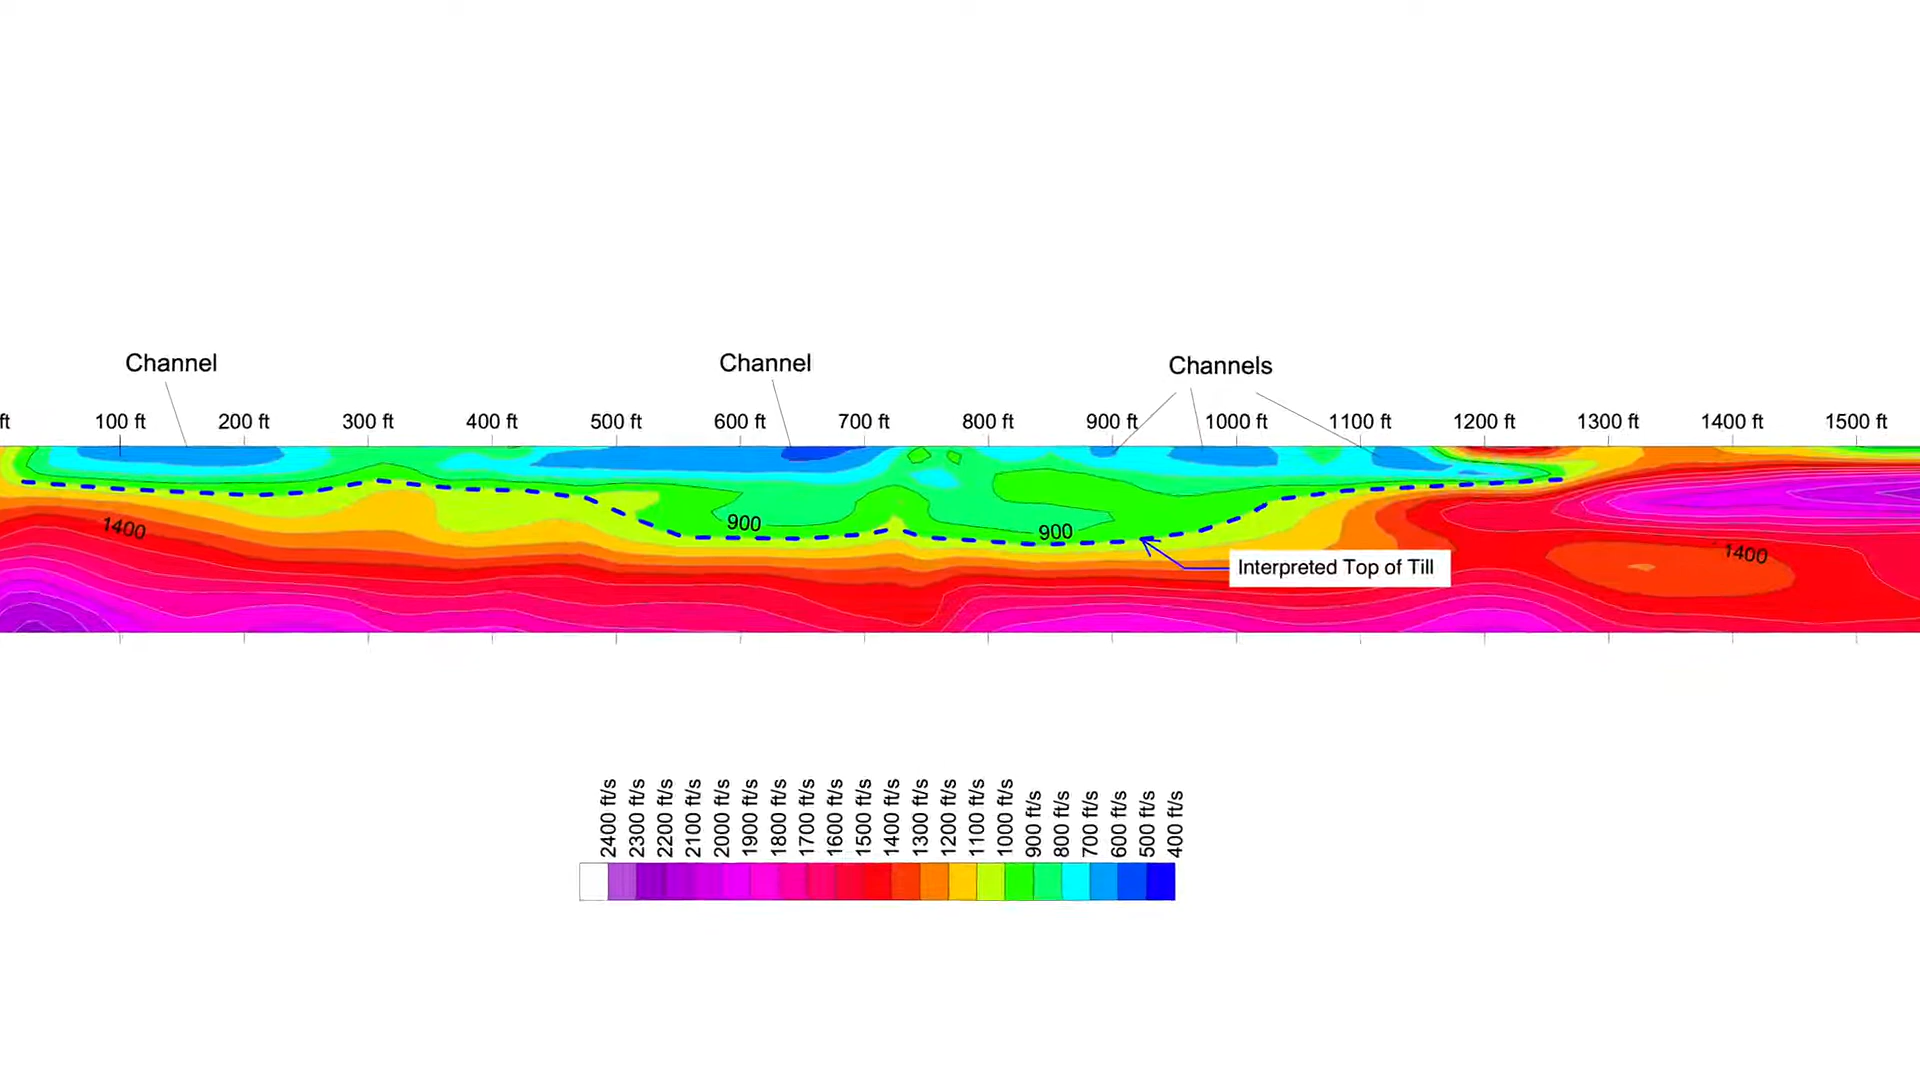 Channel Channel Channels
ft 100 ft 200 ft 300 ft 400 ft 500 ft 600 ft 700 ft 800 ft 900 ft 1000 ft 1100 ft 1200 ft 1300 ft 1400 ft 1500 ft
1400 900 900 1400
Interpreted Top of Till
2400 ft/s 2300 ft/s 2200 ft/s 2100 ft/s 2000 ft/s 1900 ft/s 1800 ft/s 1700 ft/s 1600 ft/s 1500 ft/s 1400 ft/s 1300 ft/s 1200 ft/s 1100 ft/s 1000 ft/s 900 ft/s 800 ft/s 700 ft/s 600 ft/s 500 ft/s 400 ft/s